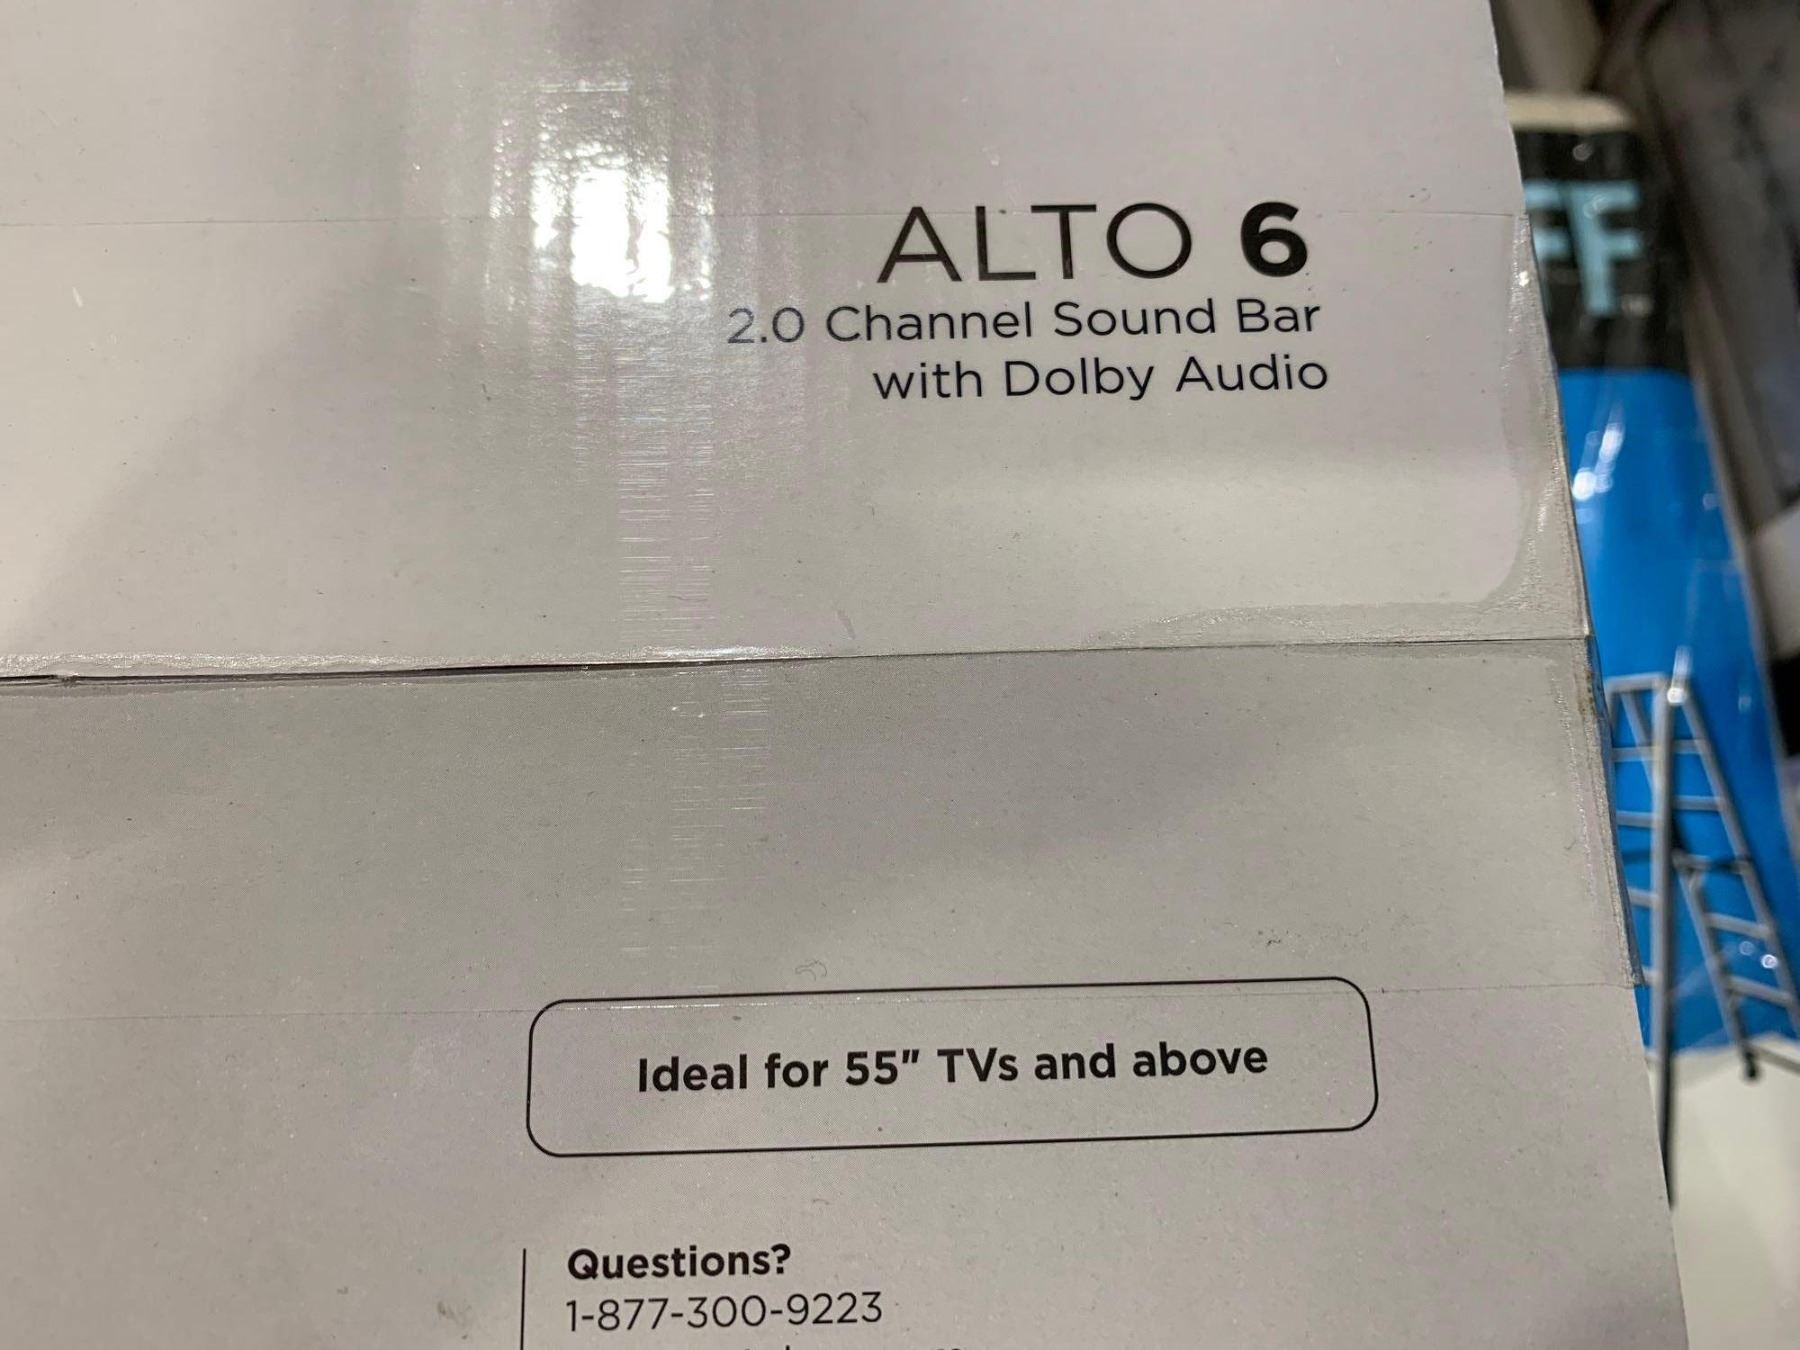 ALTO 6
2.0 Channel Sound Bar
with Dolby Audio
Ideal for 55" TVs and above
Questions?
1-877-300-9223